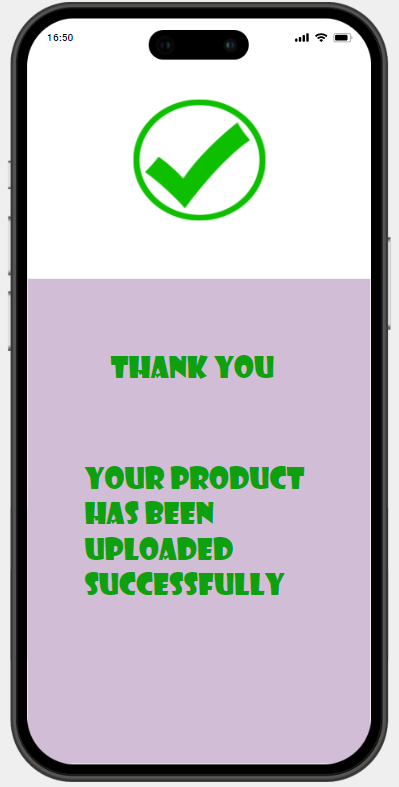 16:50
THANK YOU
YOUR PRODUCT
HAS BEEN
UPLOADED
SUCCESSFULLY